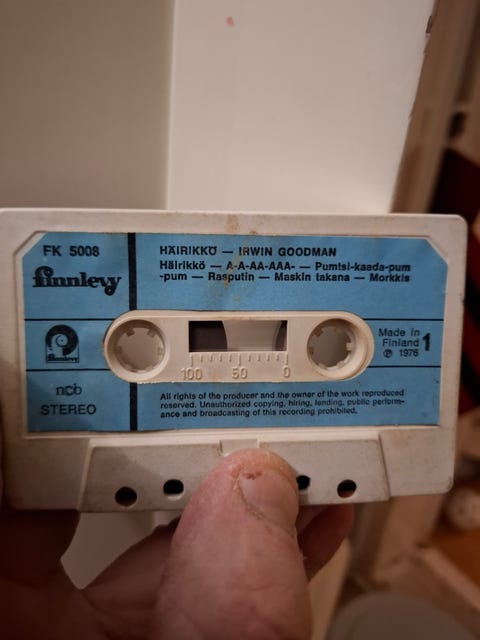 FK 5008
finnlevy
HÄIRIKKÖ — IRWIN GOODMAN
Häirikkö — A-A-AA-AAA- — Pumtsi-kaada-pum
-pum — Rasputin — Maskin takana — Morkkis
100 50 0
Made in
Finland 1
℗ 1976
ncb
STEREO
All rights of the producer and the owner of the work reproduced
reserved. Unauthorized copying, hiring, lending, public perform-
ance and broadcasting of this recording prohibited.